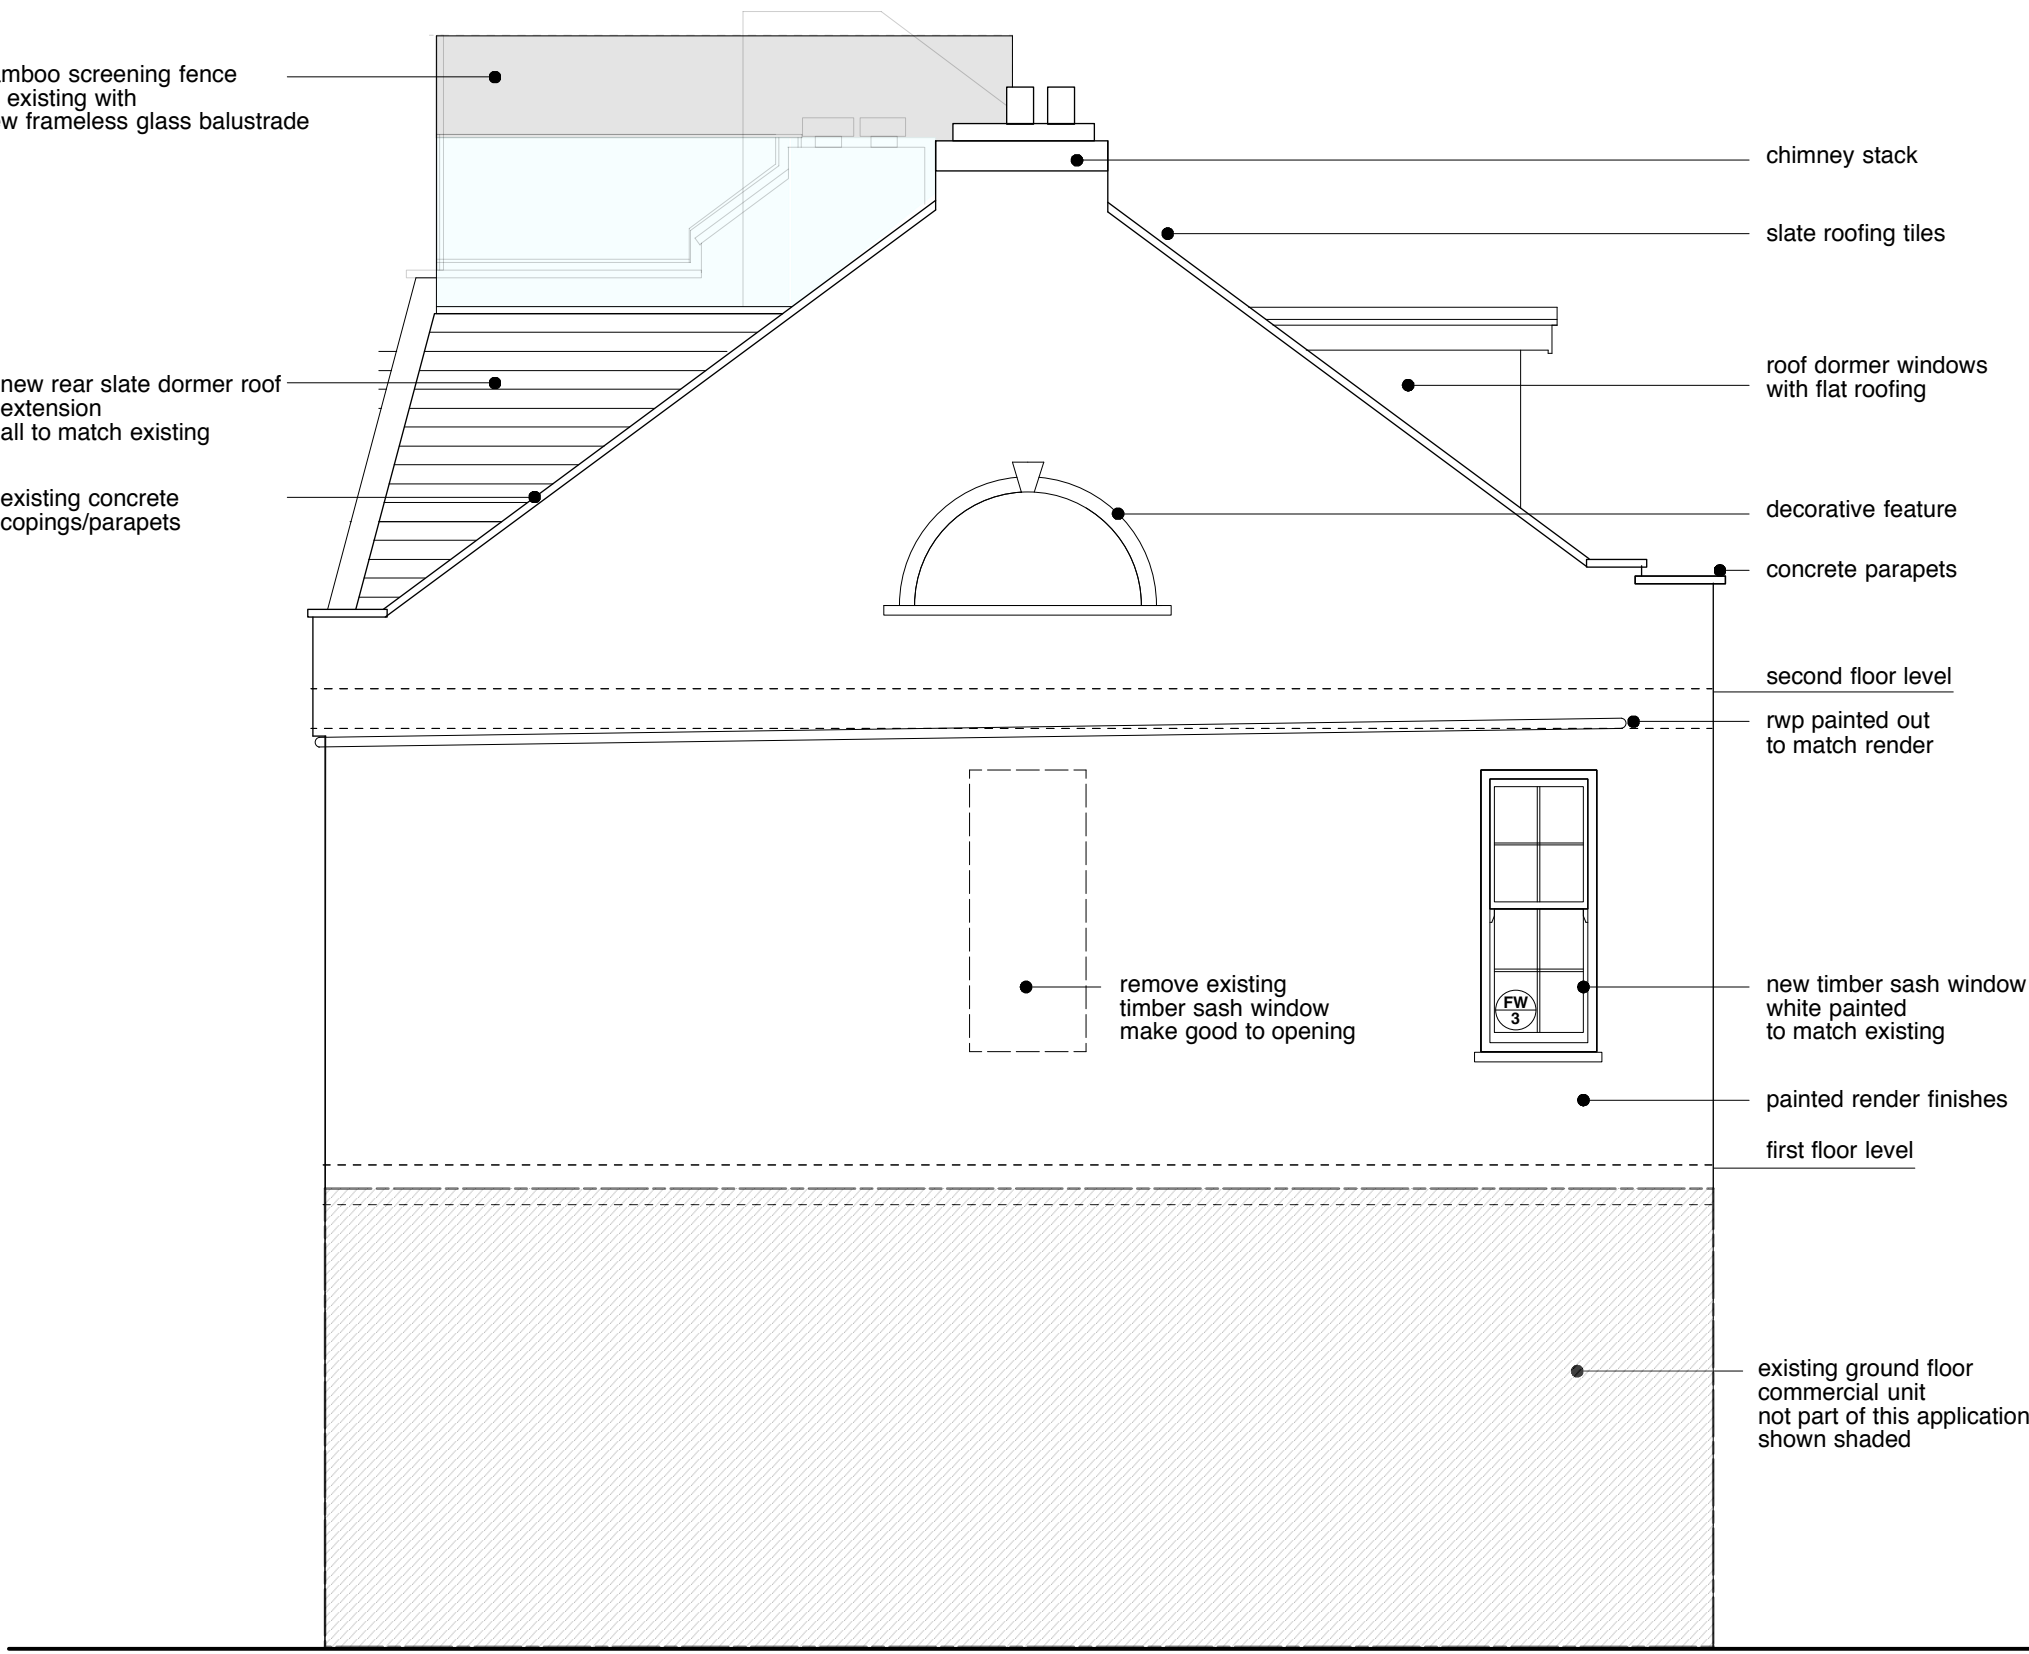 screening fence
existing with
frameless glass balustrade
new rear slate dormer roof
extension
all to match existing
existing concrete
copings/parapets
chimney stack
slate roofing tiles
roof dormer windows
with flat roofing
decorative feature
concrete parapets
second floor level
rwp painted out
to match render
remove existing
timber sash window
make good to opening
FW
3
new timber sash window
white painted
to match existing
painted render finishes
first floor level
existing ground floor
commercial unit
not part of this application
shown shaded